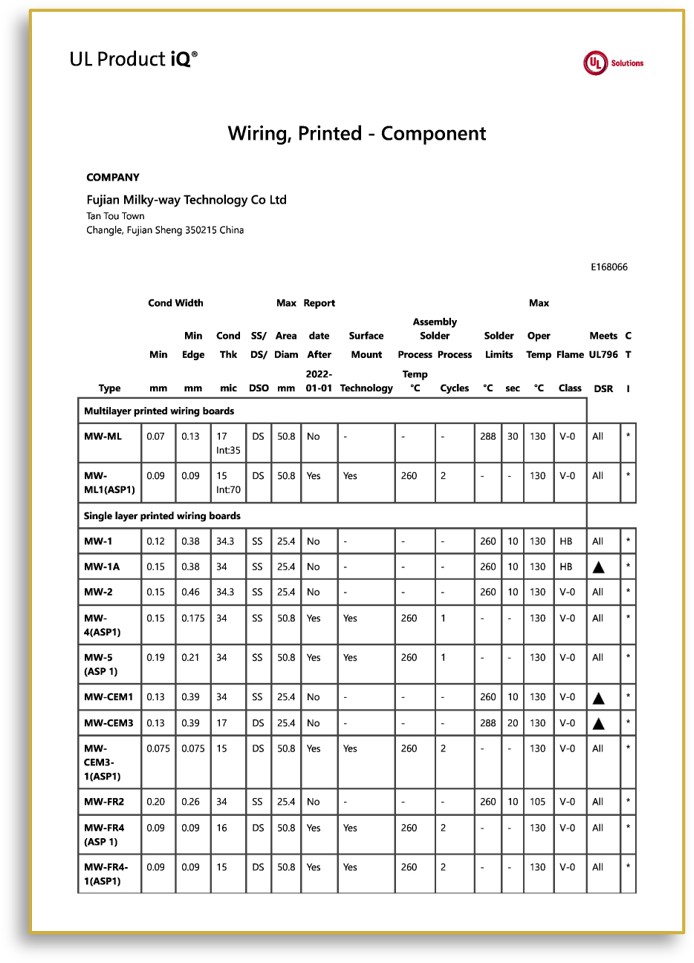 UL Product iQ®
UL Solutions
Wiring, Printed - Component
COMPANY
Fujian Milky-way Technology Co Ltd
Tan Tou Town
Changle, Fujian Sheng 350215 China
E168066
Cond Width Max Report Max
Assembly
Min Cond SS/ Area date Surface Solder Solder Oper Meets C
Min Edge Thk DS/ Diam After Mount Process Process Limits Temp Flame UL796 T
2022- Temp
Type mm mm mic DSO mm 01-01 Technology °C Cycles °C sec °C Class DSR I
Multilayer printed wiring boards
MW-ML 0.07 0.13 17 DS 50.8 No - - - 288 30 130 V-0 All *
Int:35
MW- 0.09 0.09 15 DS 50.8 Yes Yes 260 2 - - 130 V-0 All *
ML1(ASP1) Int:70
Single layer printed wiring boards
MW-1 0.12 0.38 34.3 SS 25.4 No - - - 260 10 130 HB All *
MW-1A 0.15 0.38 34 SS 25.4 No - - - 260 10 130 HB ▲ *
MW-2 0.15 0.46 34.3 SS 25.4 No - - - 260 10 130 V-0 All *
MW- 0.15 0.175 34 SS 50.8 Yes Yes 260 1 - - 130 V-0 All *
4(ASP1)
MW-5 0.19 0.21 34 SS 50.8 Yes Yes 260 1 - - 130 V-0 All *
(ASP 1)
MW-CEM1 0.13 0.39 34 SS 25.4 No - - - 260 10 130 V-0 ▲ *
MW-CEM3 0.13 0.39 17 DS 25.4 No - - - 288 20 130 V-0 ▲ *
MW- 0.075 0.075 15 DS 50.8 Yes Yes 260 2 - - 130 V-0 All *
CEM3-
1(ASP1)
MW-FR2 0.20 0.26 34 SS 25.4 No - - - 260 10 105 V-0 All *
MW-FR4 0.09 0.09 16 DS 50.8 Yes Yes 260 2 - - 130 V-0 All *
(ASP 1)
MW-FR4- 0.09 0.09 15 DS 50.8 Yes Yes 260 2 - - 130 V-0 All *
1(ASP1)